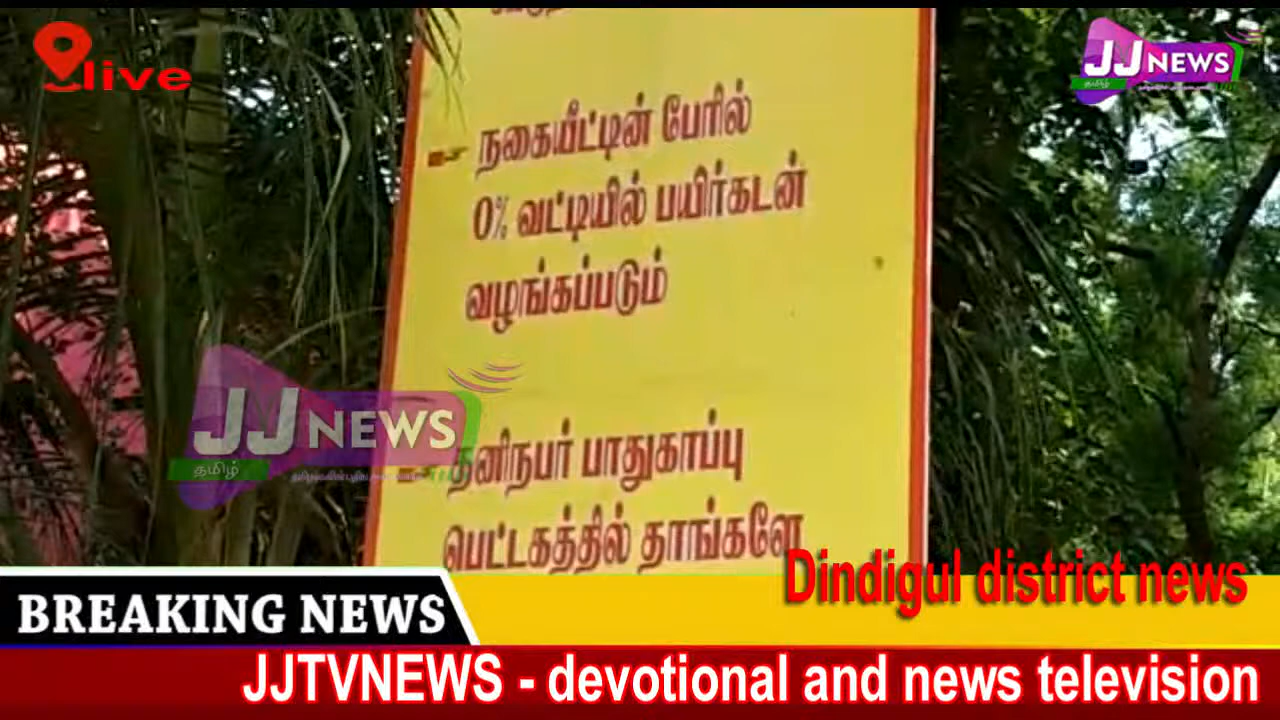 live
JJ NEWS
தமிழ்
நகையீட்டின் பேரில்
0% வட்டியில் பயிர்கடன்
வழங்கப்படும்
JJ NEWS
தமிழ்
தனிநபர் பாதுகாப்பு
பெட்டகத்தில் தாங்களே
Dindigul district news
BREAKING NEWS
JJTVNEWS - devotional and news television